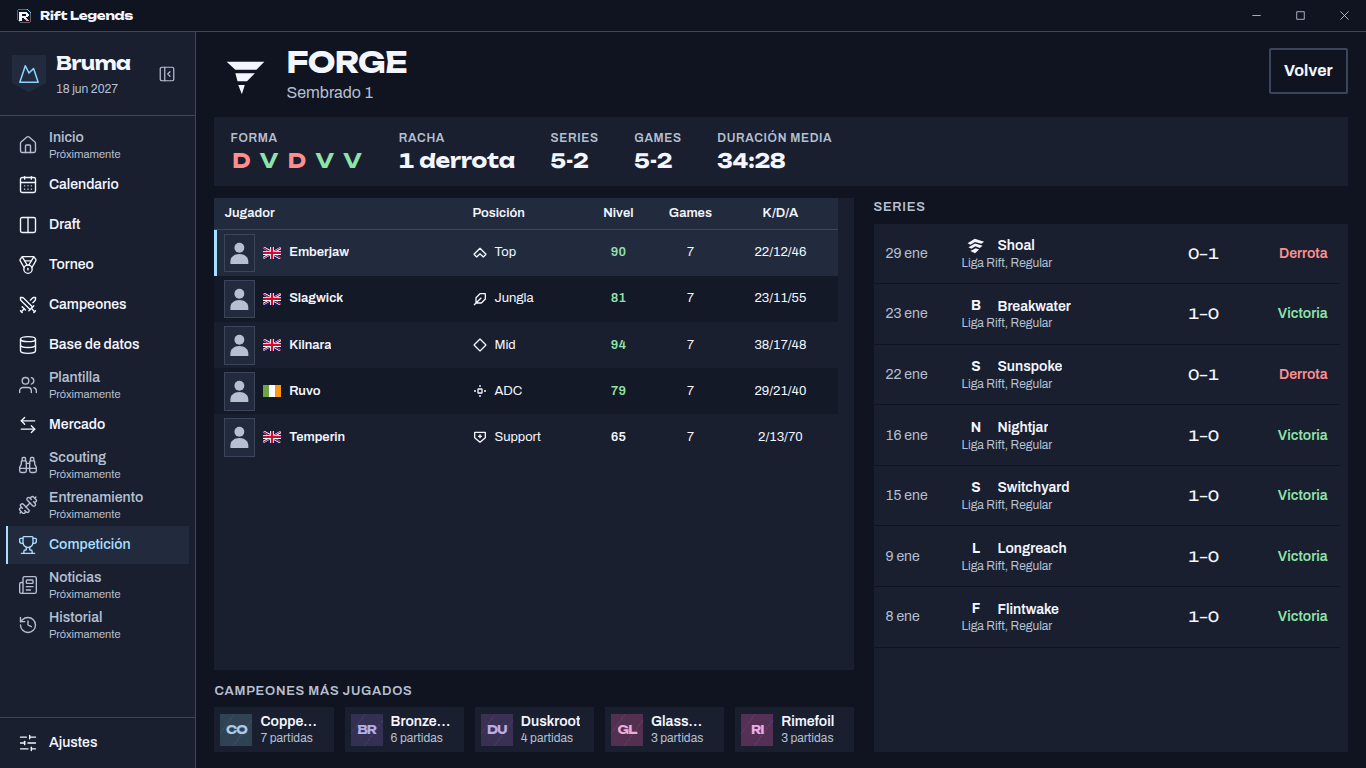 Rift Legends
Bruma
18 jun 2027
Inicio
Próximamente
Calendario
Draft
Torneo
Campeones
Base de datos
Plantilla
Próximamente
Mercado
Scouting
Próximamente
Entrenamiento
Próximamente
Competición
Noticias
Próximamente
Historial
Próximamente
Ajustes
FORGE
Sembrado 1
Volver
FORMA RACHA SERIES GAMES DURACIÓN MEDIA
D V D V V 1 derrota 5-2 5-2 34:28
Jugador Posición Nivel Games K/D/A
Emberjaw Top 90 7 22/12/46
Slagwick Jungla 81 7 23/11/55
Kilnara Mid 94 7 38/17/48
Ruvo ADC 79 7 29/21/40
Temperin Support 65 7 2/13/70
CAMPEONES MÁS JUGADOS
CO Coppe...
7 partidas
BR Bronze...
6 partidas
DU Duskroot
4 partidas
GL Glass...
3 partidas
RI Rimefoil
3 partidas
SERIES
29 ene Shoal 0–1 Derrota
Liga Rift, Regular
23 ene B Breakwater 1–0 Victoria
Liga Rift, Regular
22 ene S Sunspoke 0–1 Derrota
Liga Rift, Regular
16 ene N Nightjar 1–0 Victoria
Liga Rift, Regular
15 ene S Switchyard 1–0 Victoria
Liga Rift, Regular
9 ene L Longreach 1–0 Victoria
Liga Rift, Regular
8 ene F Flintwake 1–0 Victoria
Liga Rift, Regular